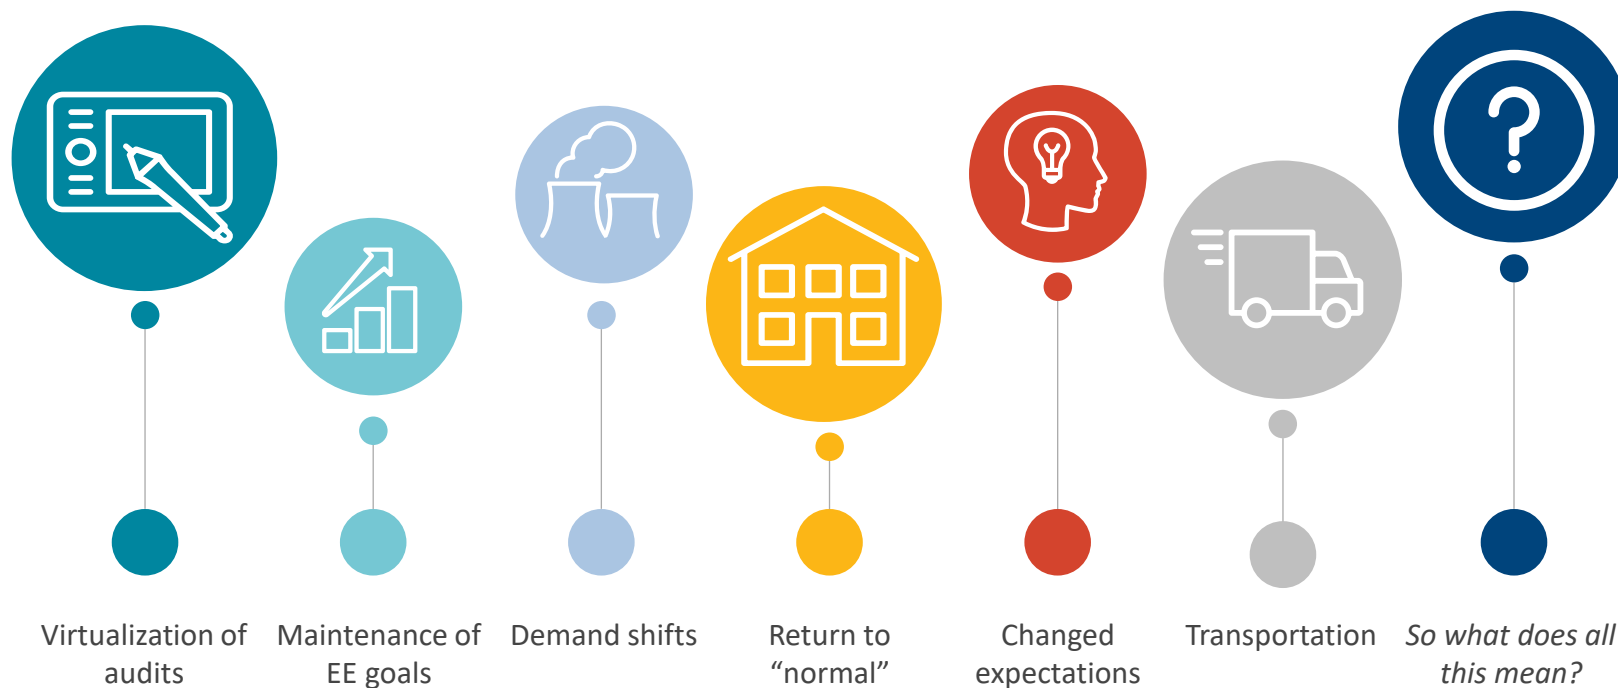 Virtualization of
audits
Maintenance of
EE goals
Demand shifts
Return to
“normal”
Changed
expectations
Transportation
So what does all
this mean?